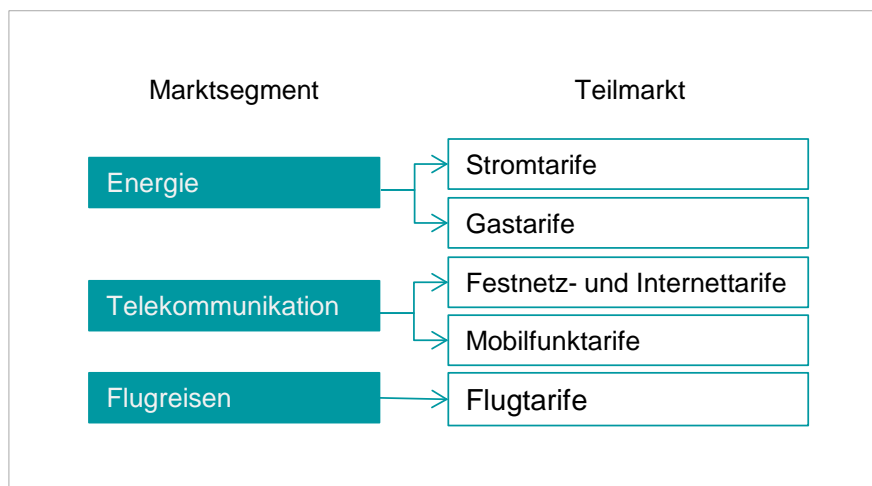 Marktsegment
Teilmarkt
Energie
Stromtarife
Gastarife
Telekommunikation
Festnetz- und Internettarife
Mobilfunktarife
Flugreisen
Flugtarife